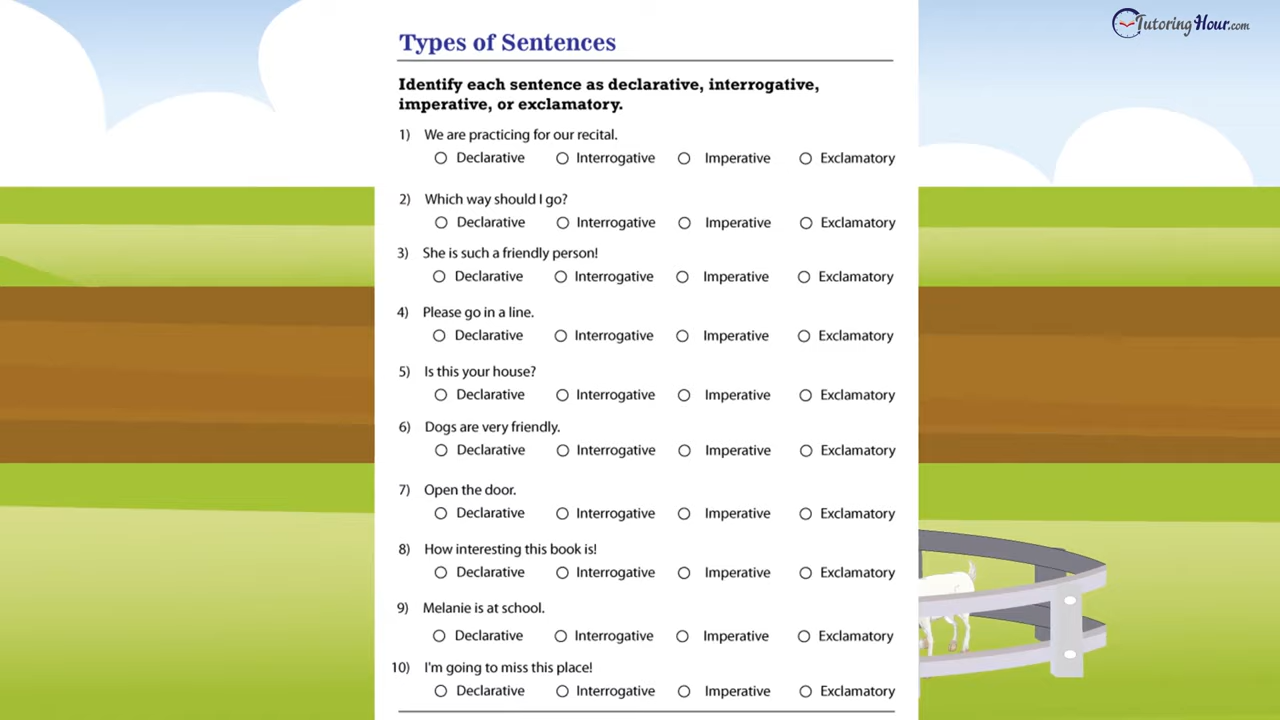 TutoringHour.com
Types of Sentences
Identify each sentence as declarative, interrogative,
imperative, or exclamatory.
1) We are practicing for our recital.
Declarative Interrogative Imperative Exclamatory
2) Which way should I go?
Declarative Interrogative Imperative Exclamatory
3) She is such a friendly person!
Declarative Interrogative Imperative Exclamatory
4) Please go in a line.
Declarative Interrogative Imperative Exclamatory
5) Is this your house?
Declarative Interrogative Imperative Exclamatory
6) Dogs are very friendly.
Declarative Interrogative Imperative Exclamatory
7) Open the door.
Declarative Interrogative Imperative Exclamatory
8) How interesting this book is!
Declarative Interrogative Imperative Exclamatory
9) Melanie is at school.
Declarative Interrogative Imperative Exclamatory
10) I'm going to miss this place!
Declarative Interrogative Imperative Exclamatory